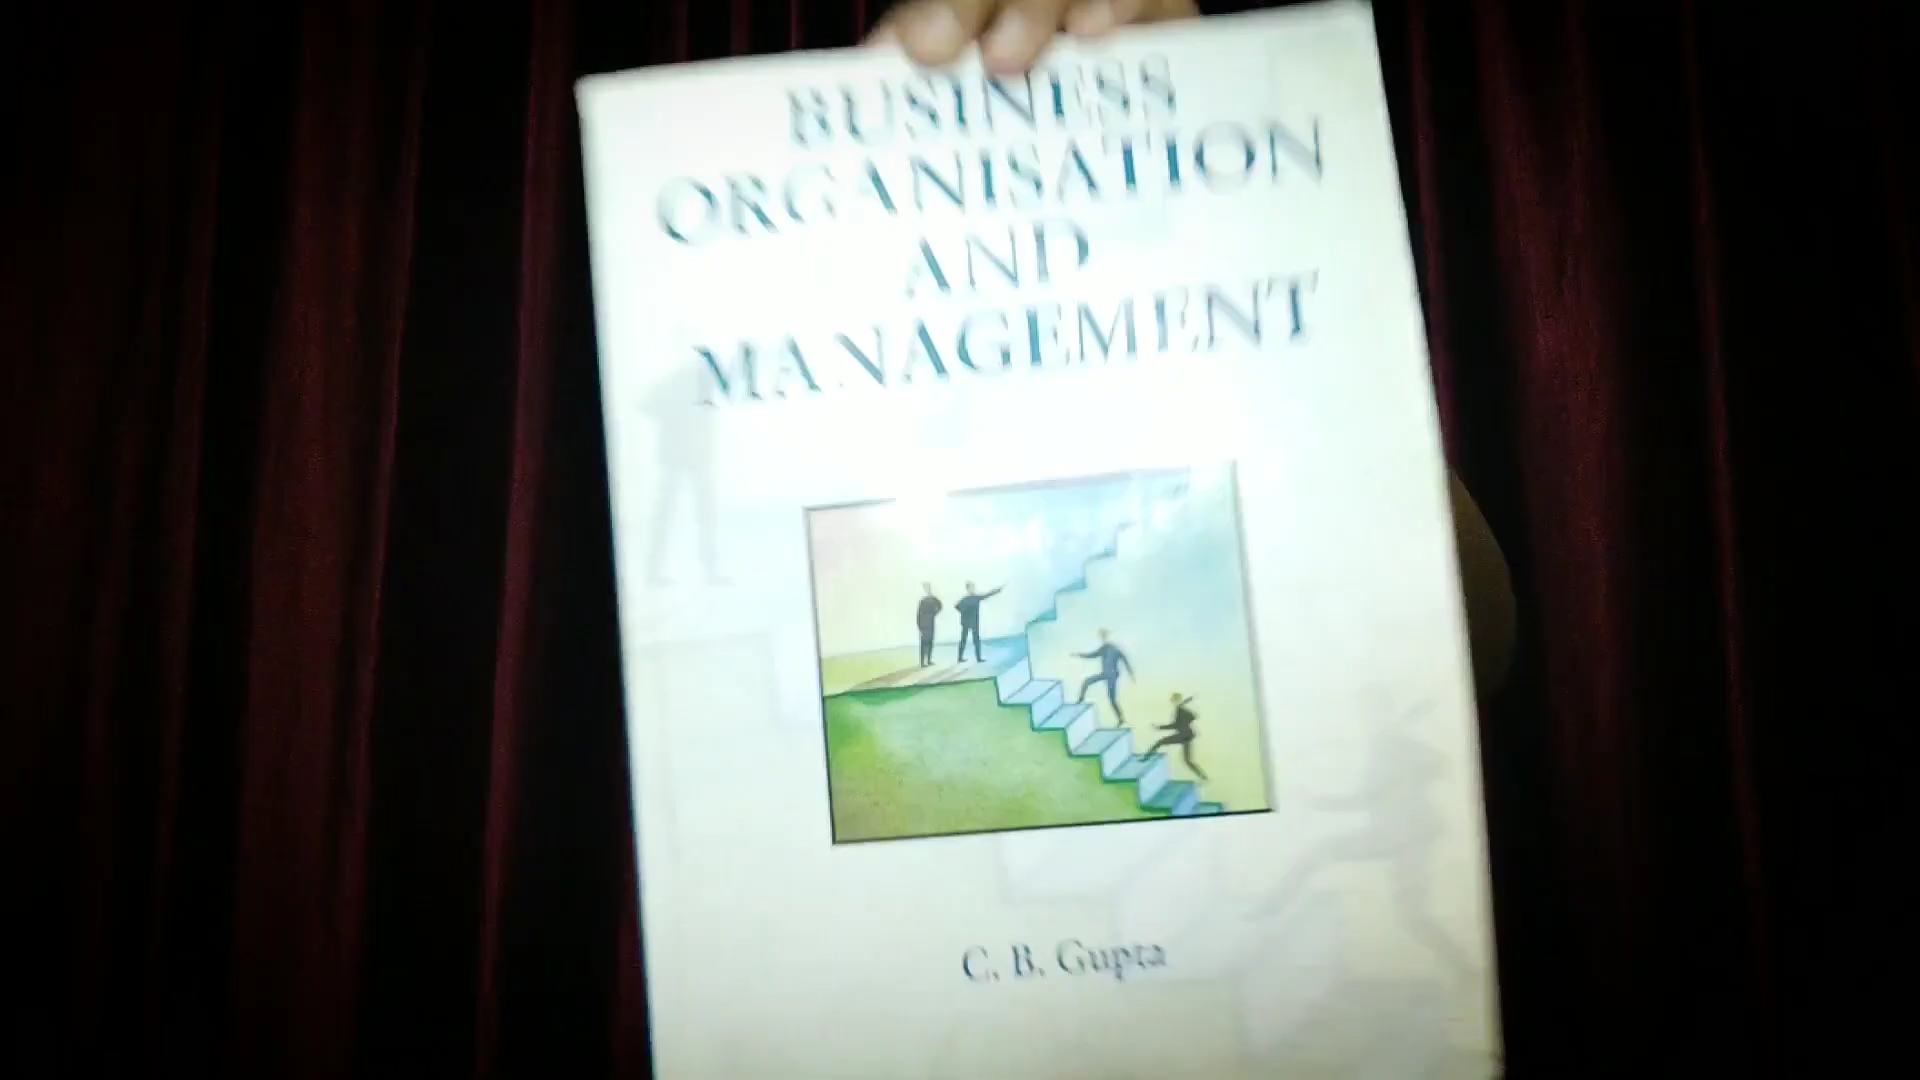 BUSINESS
ORGANISATION
AND
MANAGEMENT
C. B. Gupta